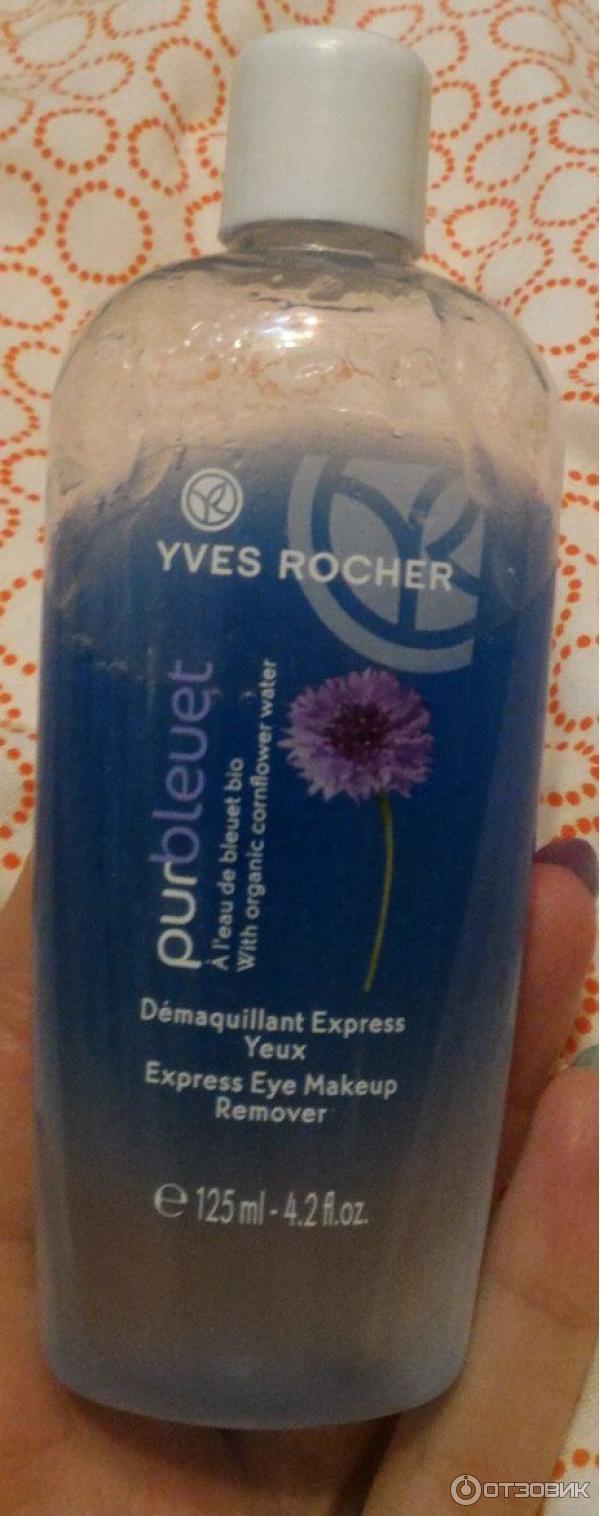 YVES ROCHER
purbleuet
À l'eau de bleuet bio
With organic cornflower water
Démaquillant Express
Yeux
Express Eye Makeup
Remover
℮ 125 ml - 4.2 fl.oz.
ОТЗОВИК